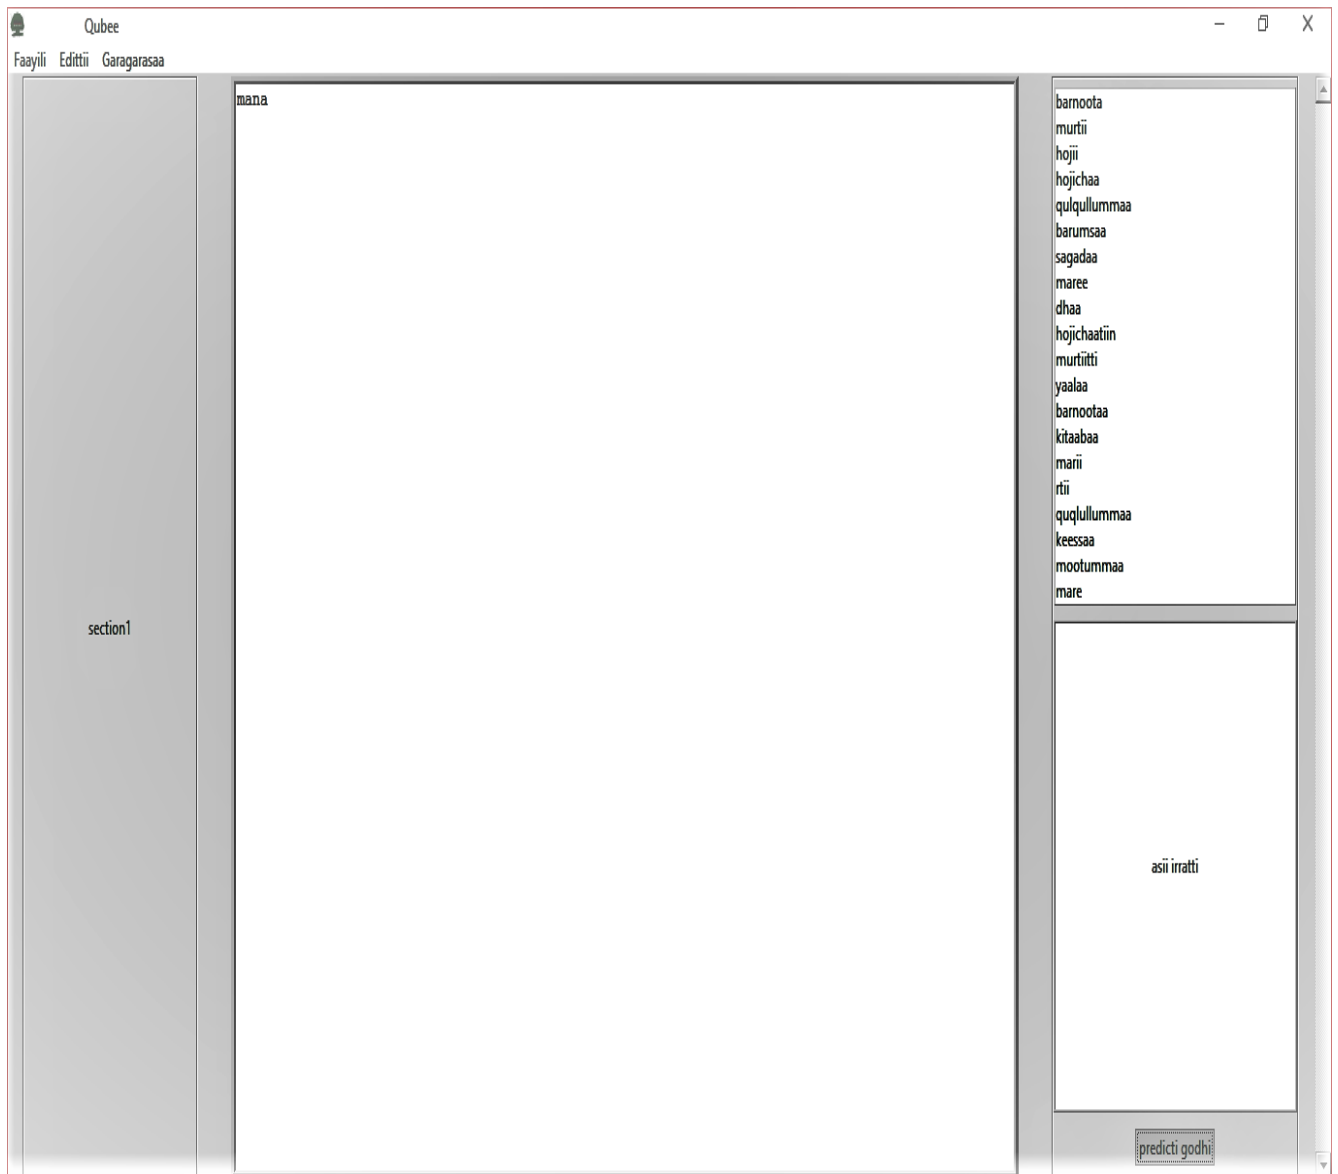 Qubee
Faayili Edittii Garagarasaa
section1
mana
barnoota
murtii
hojii
hojichaa
qulqullummaa
barumsaa
sagadaa
maree
dhaa
hojichaatiin
murtiitti
yaalaa
barnootaa
kitaabaa
marii
rtii
quqlullummaa
keessaa
mootummaa
mare
asii irratti
predicti godhi